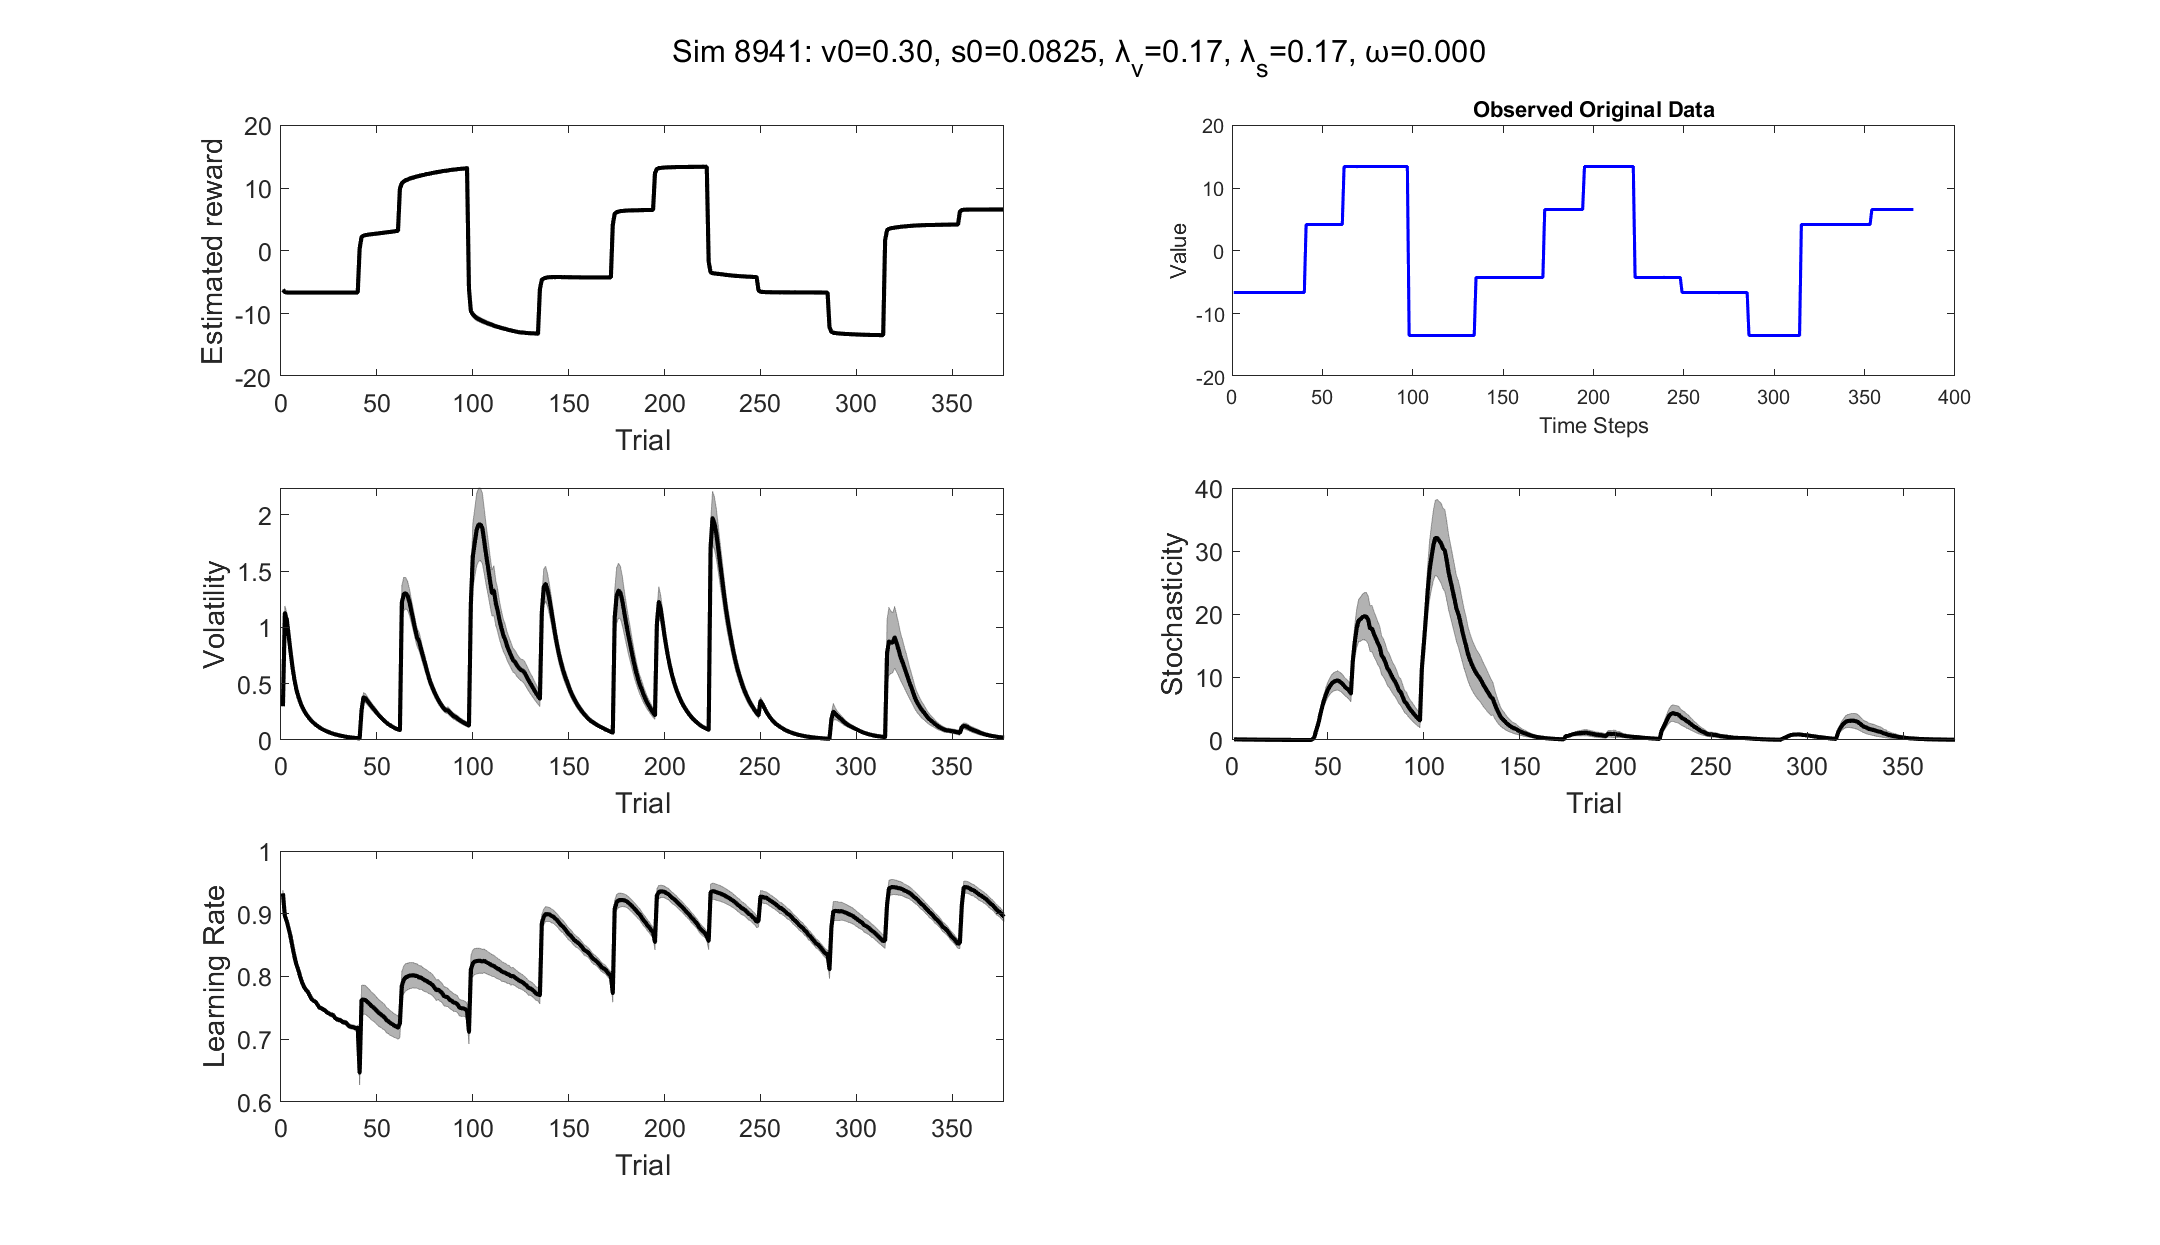 Sim 8941: v0=0.30, s0=0.0825, λv=0.17, λs=0.17, ω=0.000
20
10
0
-10
-20
Estimated reward
0 50 100 150 200 250 300 350
Trial
Observed Original Data
20
10
0
-10
-20
Value
0 50 100 150 200 250 300 350 400
Time Steps
2
1.5
1
0.5
0
Volatility
0 50 100 150 200 250 300 350
Trial
40
30
20
10
0
Stochasticity
0 50 100 150 200 250 300 350
Trial
1
0.9
0.8
0.7
0.6
Learning Rate
0 50 100 150 200 250 300 350
Trial